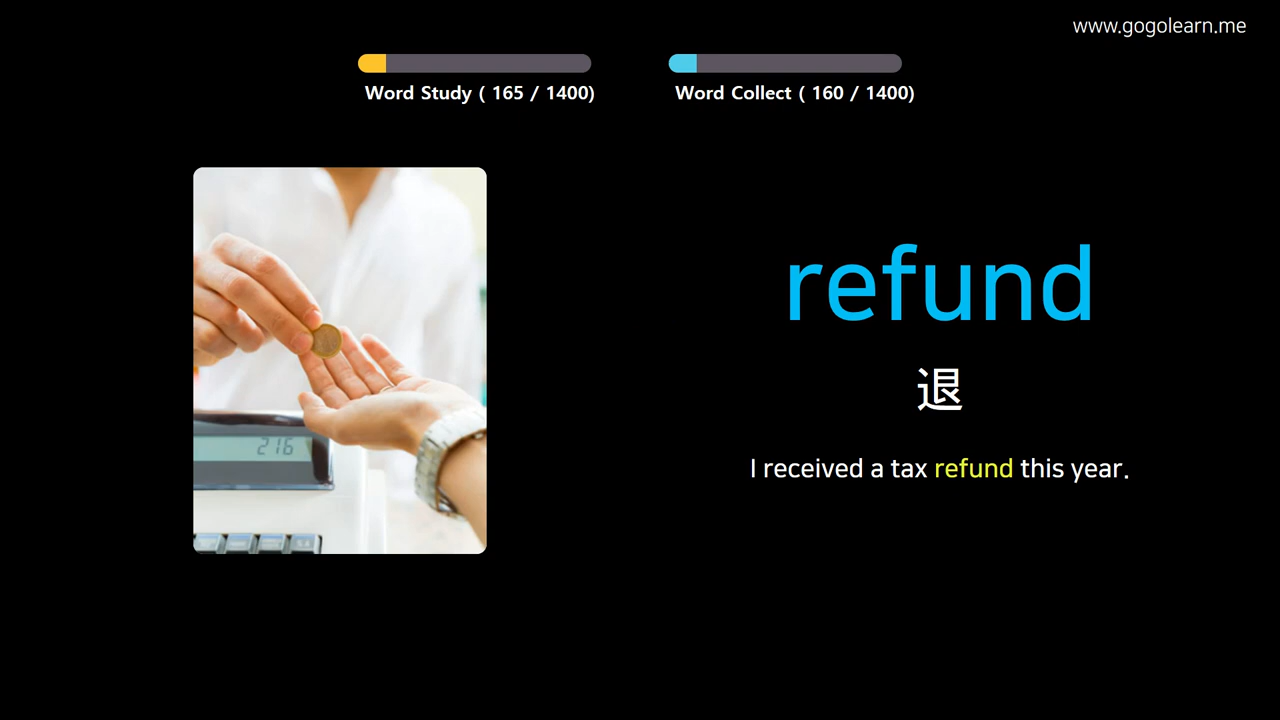 www.gogolearn.me
Word Study ( 165 / 1400)
Word Collect ( 160 / 1400)
refund
退
I received a tax refund this year.
216